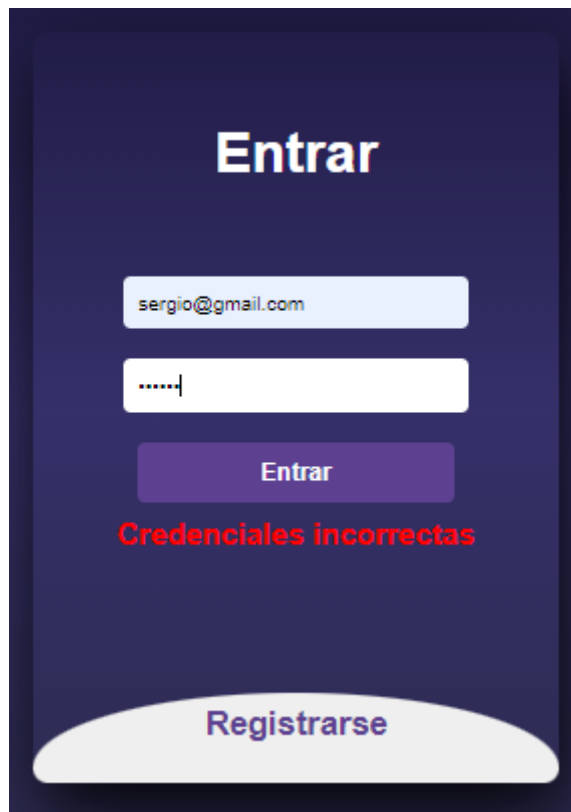 Entrar
sergio@gmail.com
••••••
Entrar
Credenciales incorrectas
Registrarse